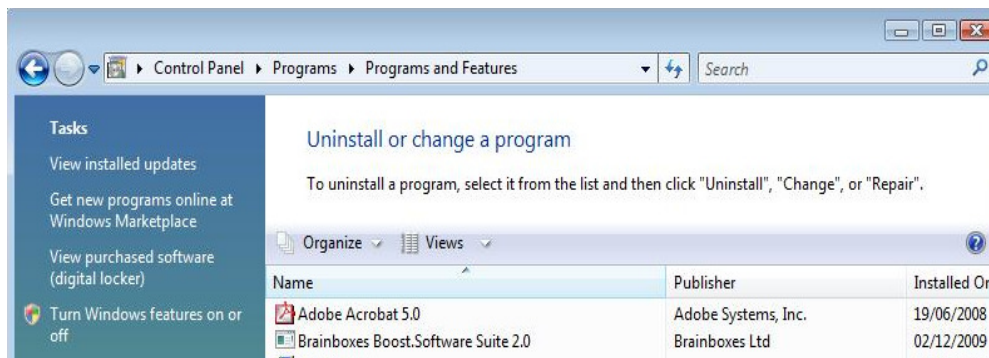 Control Panel ▸ Programs ▸ Programs and Features
Search
Tasks
View installed updates
Get new programs online at
Windows Marketplace
View purchased software
(digital locker)
Turn Windows features on or
off
Uninstall or change a program
To uninstall a program, select it from the list and then click "Uninstall", "Change", or "Repair".
Organize Views
Name Publisher Installed Or
Adobe Acrobat 5.0 Adobe Systems, Inc. 19/06/2008
Brainboxes Boost.Software Suite 2.0 Brainboxes Ltd 02/12/2009